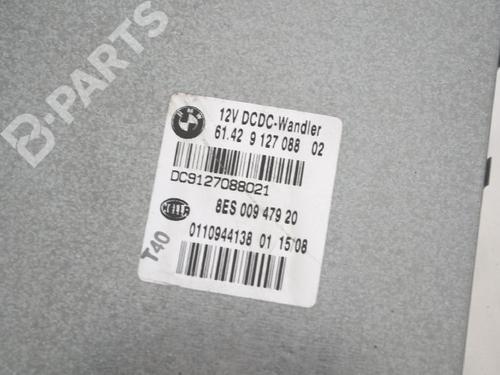 B-PARTS
BMW
12V DCDC-Wandler
61.42 9 127 088 02
DC9127088021
HELLA
8ES 009 479 20
0110944138 01 15 08
T40